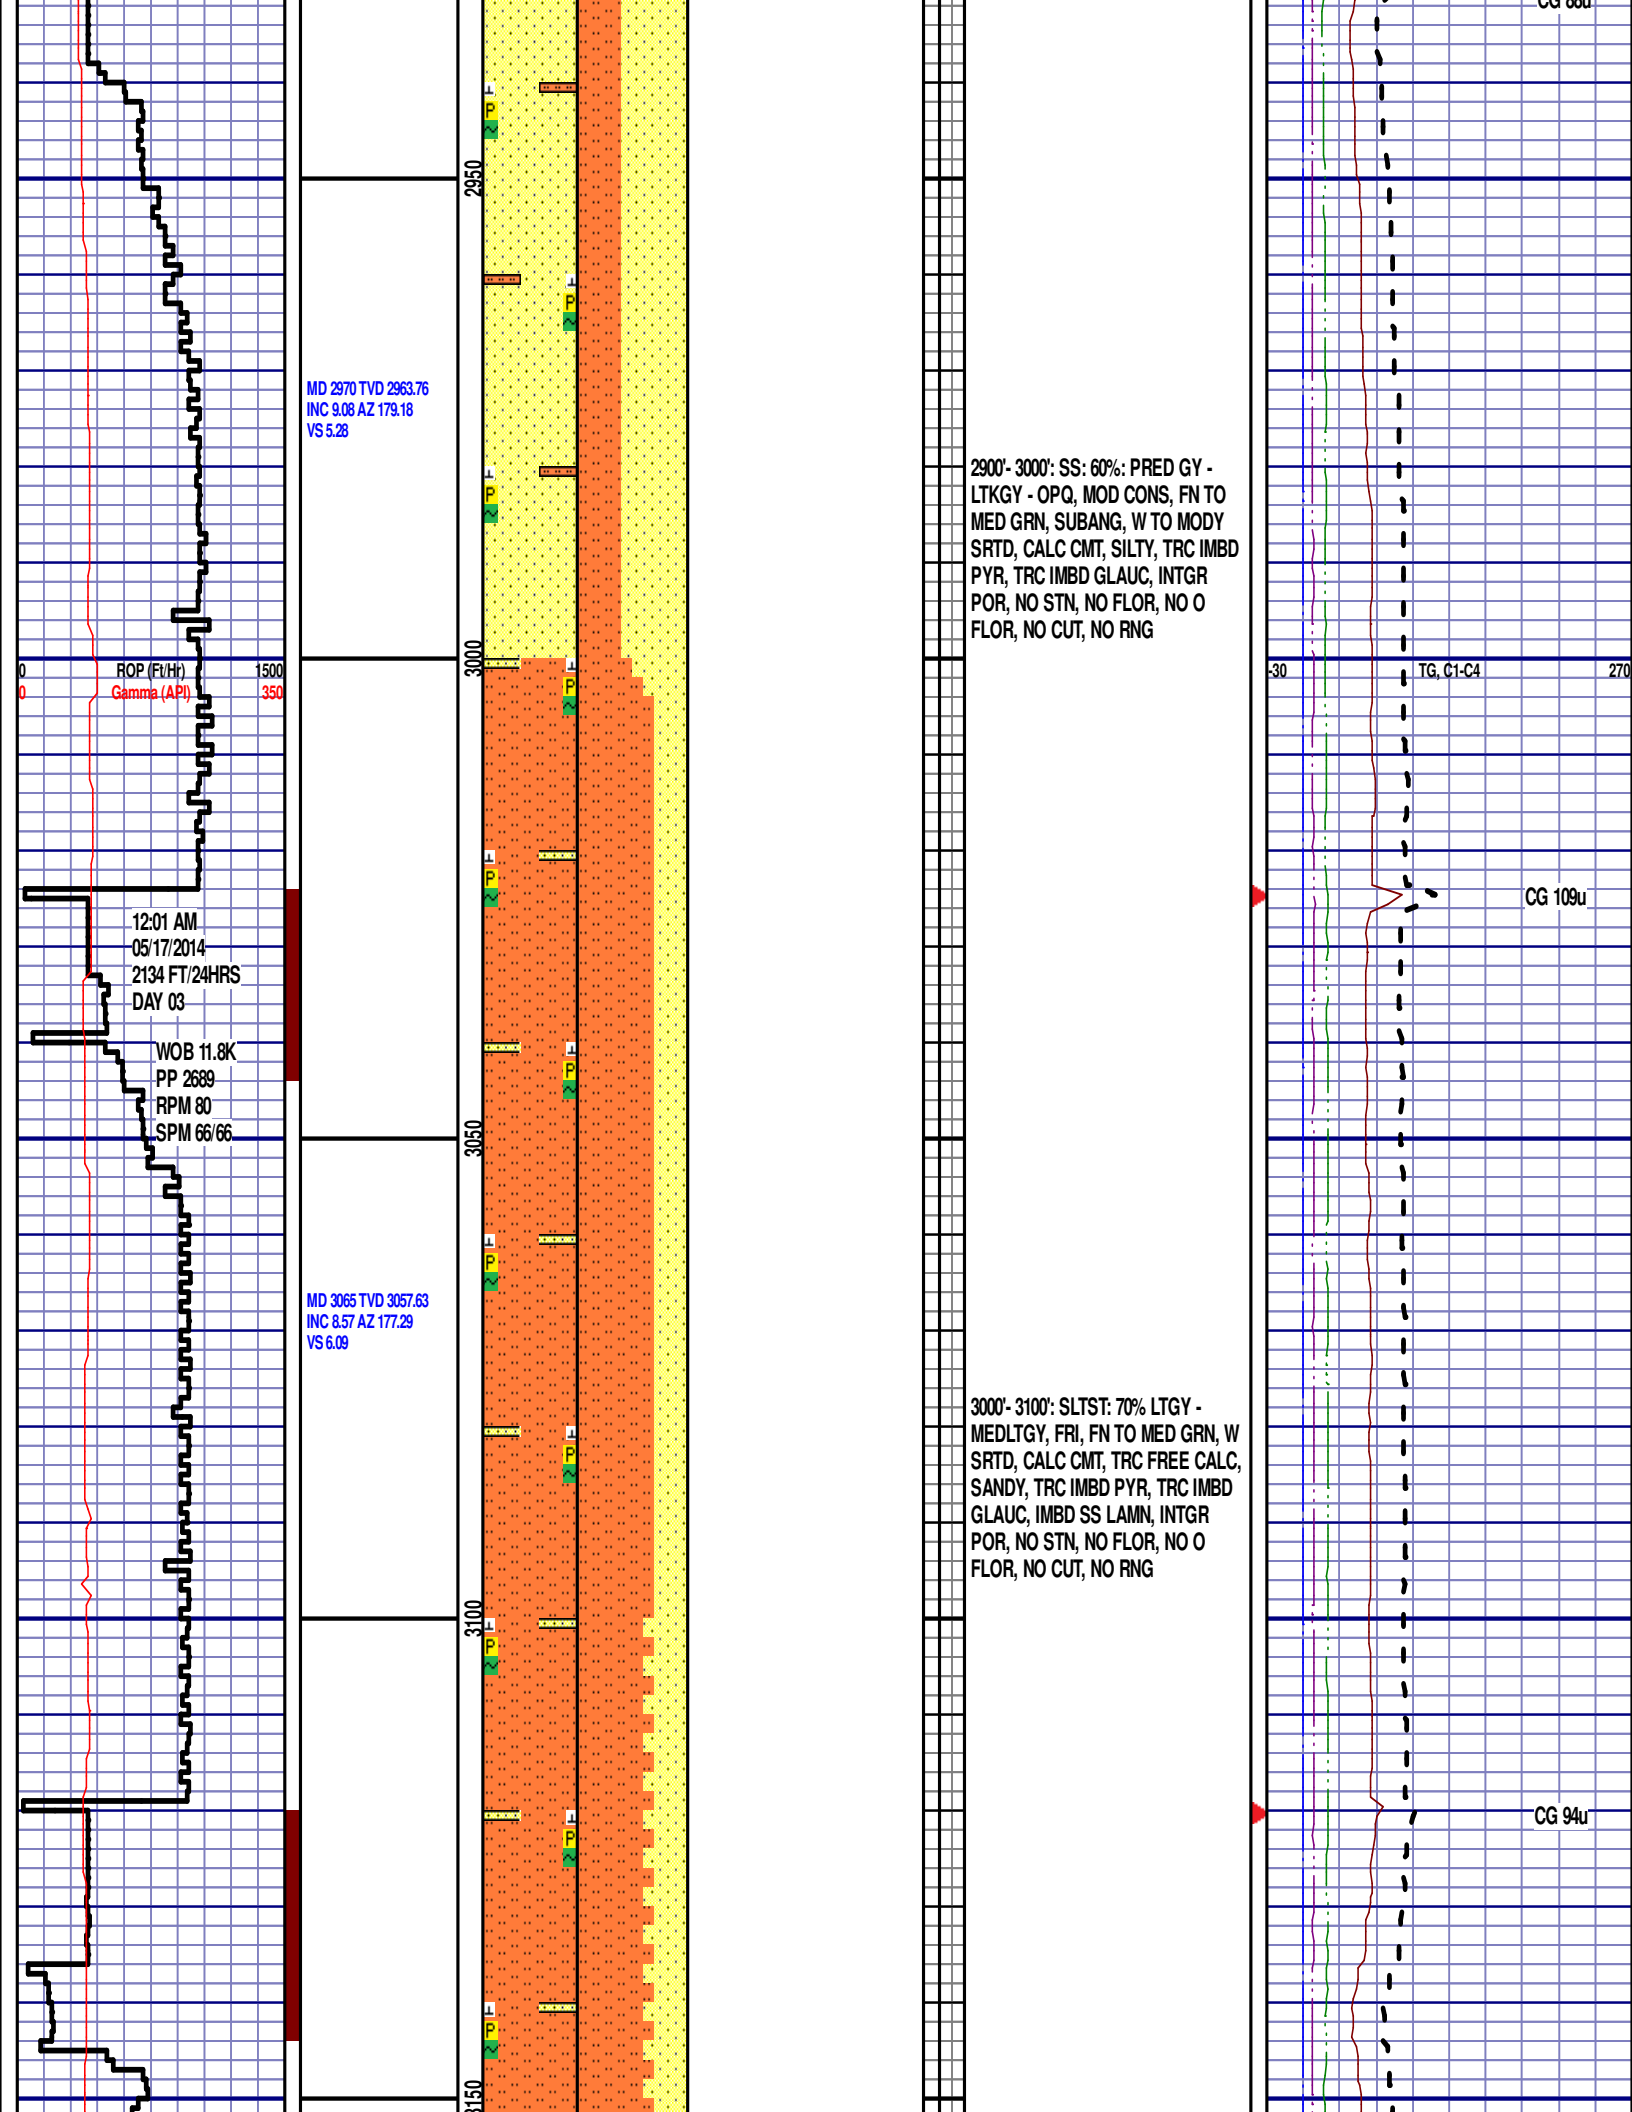 CG 88u
2950
MD 2970 TVD 2963.76
INC 9.08 AZ 179.18
VS 5.28
2900'- 3000': SS: 60%: PRED GY -
LTKGY - OPQ, MOD CONS, FN TO
MED GRN, SUBANG, W TO MODY
SRTD, CALC CMT, SILTY, TRC IMBD
PYR, TRC IMBD GLAUC, INTGR
POR, NO STN, NO FLOR, NO O
FLOR, NO CUT, NO RNG
3000
0 ROP (Ft/Hr) 1500
0 Gamma (API) 350
-30 TG, C1-C4 270
CG 109u
12:01 AM
05/17/2014
2134 FT/24HRS
DAY 03
WOB 11.8K
PP 2689
RPM 80
SPM 66/66
3050
MD 3065 TVD 3057.63
INC 8.57 AZ 177.29
VS 6.09
3000'- 3100': SLTST: 70% LTGY -
MEDLTGY, FRI, FN TO MED GRN, W
SRTD, CALC CMT, TRC FREE CALC,
SANDY, TRC IMBD PYR, TRC IMBD
GLAUC, IMBD SS LAMN, INTGR
POR, NO STN, NO FLOR, NO O
FLOR, NO CUT, NO RNG
3100
CG 94u
3150
P
P
P
P
P
P
P
P
P
P
P